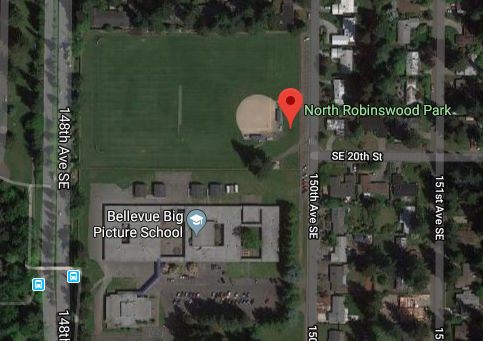 North Robinswood Park
148th Ave SE
SE 20th St
150th Ave SE
151st Ave SE
Bellevue Big
Picture School
148th
150
15